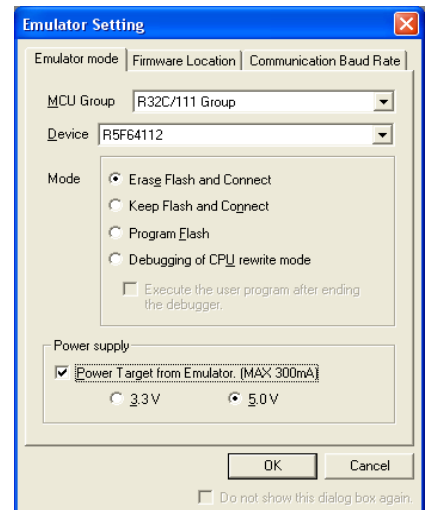 Emulator Setting
Emulator mode Firmware Location Communication Baud Rate
MCU Group R32C/111 Group
Device R5F64112
Mode Erase Flash and Connect
Keep Flash and Connect
Program Flash
Debugging of CPU rewrite mode
Execute the user program after ending
the debugger.
Power supply
Power Target from Emulator. (MAX 300mA)
3.3 V 5.0 V
OK Cancel
Do not show this dialog box again.